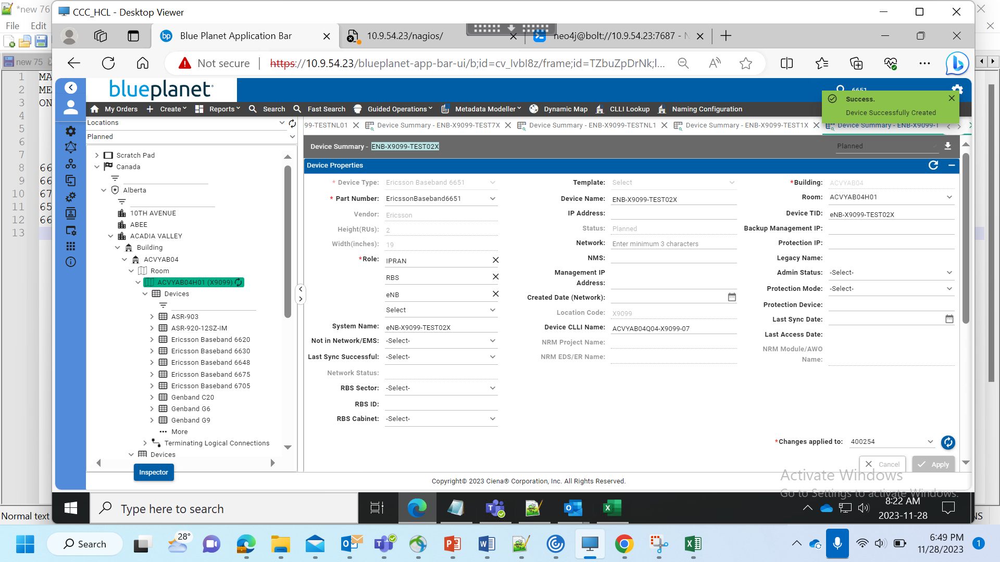 *new 76
CCC_HCL - Desktop Viewer
File Edit
Blue Planet Application Bar
10.9.54.23/nagios/
neo4j@bolt://10.9.54.23:7687 - N
new 75
Not secure
https://10.9.54.23/blueplanet-app-bar-ui/b;id=cv_IvbI8z/frame;id=TZbuZpDrNk;I...
1 MA
2 ME
3 ON
4
5
6
7
8 66
9 66
10 67
11 65
12 66
13
blueplanet
6651
Success.
Device Successfully Created
My Orders
Create
Reports
Search
Fast Search
Guided Operations
Metadata Modeller
Dynamic Map
CLLI Lookup
Naming Configuration
Locations
Planned
99-TESTNL01
Device Summary - ENB-X9099-TEST7X
Device Summary - ENB-X9099-TESTNL1
Device Summary - ENB-X9099-TEST1X
Device Summary - ENB-X9099-1
Device Summary - ENB-X9099-TEST02X
Planned
Device Properties
Scratch Pad
Canada
Alberta
10TH AVENUE
ABEE
ACADIA VALLEY
Building
ACVYAB04
Room
ACVYAB04H01 (X9099)
Devices
ASR-903
ASR-920-12SZ-IM
Ericsson Baseband 6620
Ericsson Baseband 6630
Ericsson Baseband 6648
Ericsson Baseband 6675
Ericsson Baseband 6705
Genband C20
Genband G6
Genband G9
More
Terminating Logical Connections
Devices
Inspector
* Device Type: Ericsson Baseband 6651
* Part Number: EricssonBaseband6651
Vendor: Ericsson
Height(RUs): 2
Width(inches): 19
*Role: IPRAN
RBS
eNB
Select
System Name: eNB-X9099-TEST02X
Not in Network/EMS: -Select-
Last Sync Successful: -Select-
Network Status:
RBS Sector: -Select-
RBS ID:
RBS Cabinet: -Select-
Template: Select
Device Name: ENB-X9099-TEST02X
IP Address:
Status: Planned
Network: Enter minimum 3 characters
NMS:
Management IP
Address:
Created Date (Network):
Location Code: X9099
Device CLLI Name: ACVYAB04Q04-X9099-07
NRM Project Name:
NRM EDS/ER Name:
*Building: ACVYAB04
Room: ACVYAB04H01
Device TID: eNB-X9099-TEST02X
Backup Management IP:
Protection IP:
Legacy Name:
Admin Status: -Select-
Protection Mode: -Select-
Protection Device:
Last Sync Date:
Last Access Date:
NRM Module/AWO
Name:
*Changes applied to: 400254
Cancel
Apply
Copyright© 2023 Ciena® Corporation, Inc. All Rights Reserved.
Activate Windows
Go to Settings to activate Windows.
Type here to search
8:22 AM
2023-11-28
Normal text
NS
Search
28°
6:49 PM
11/28/2023
1